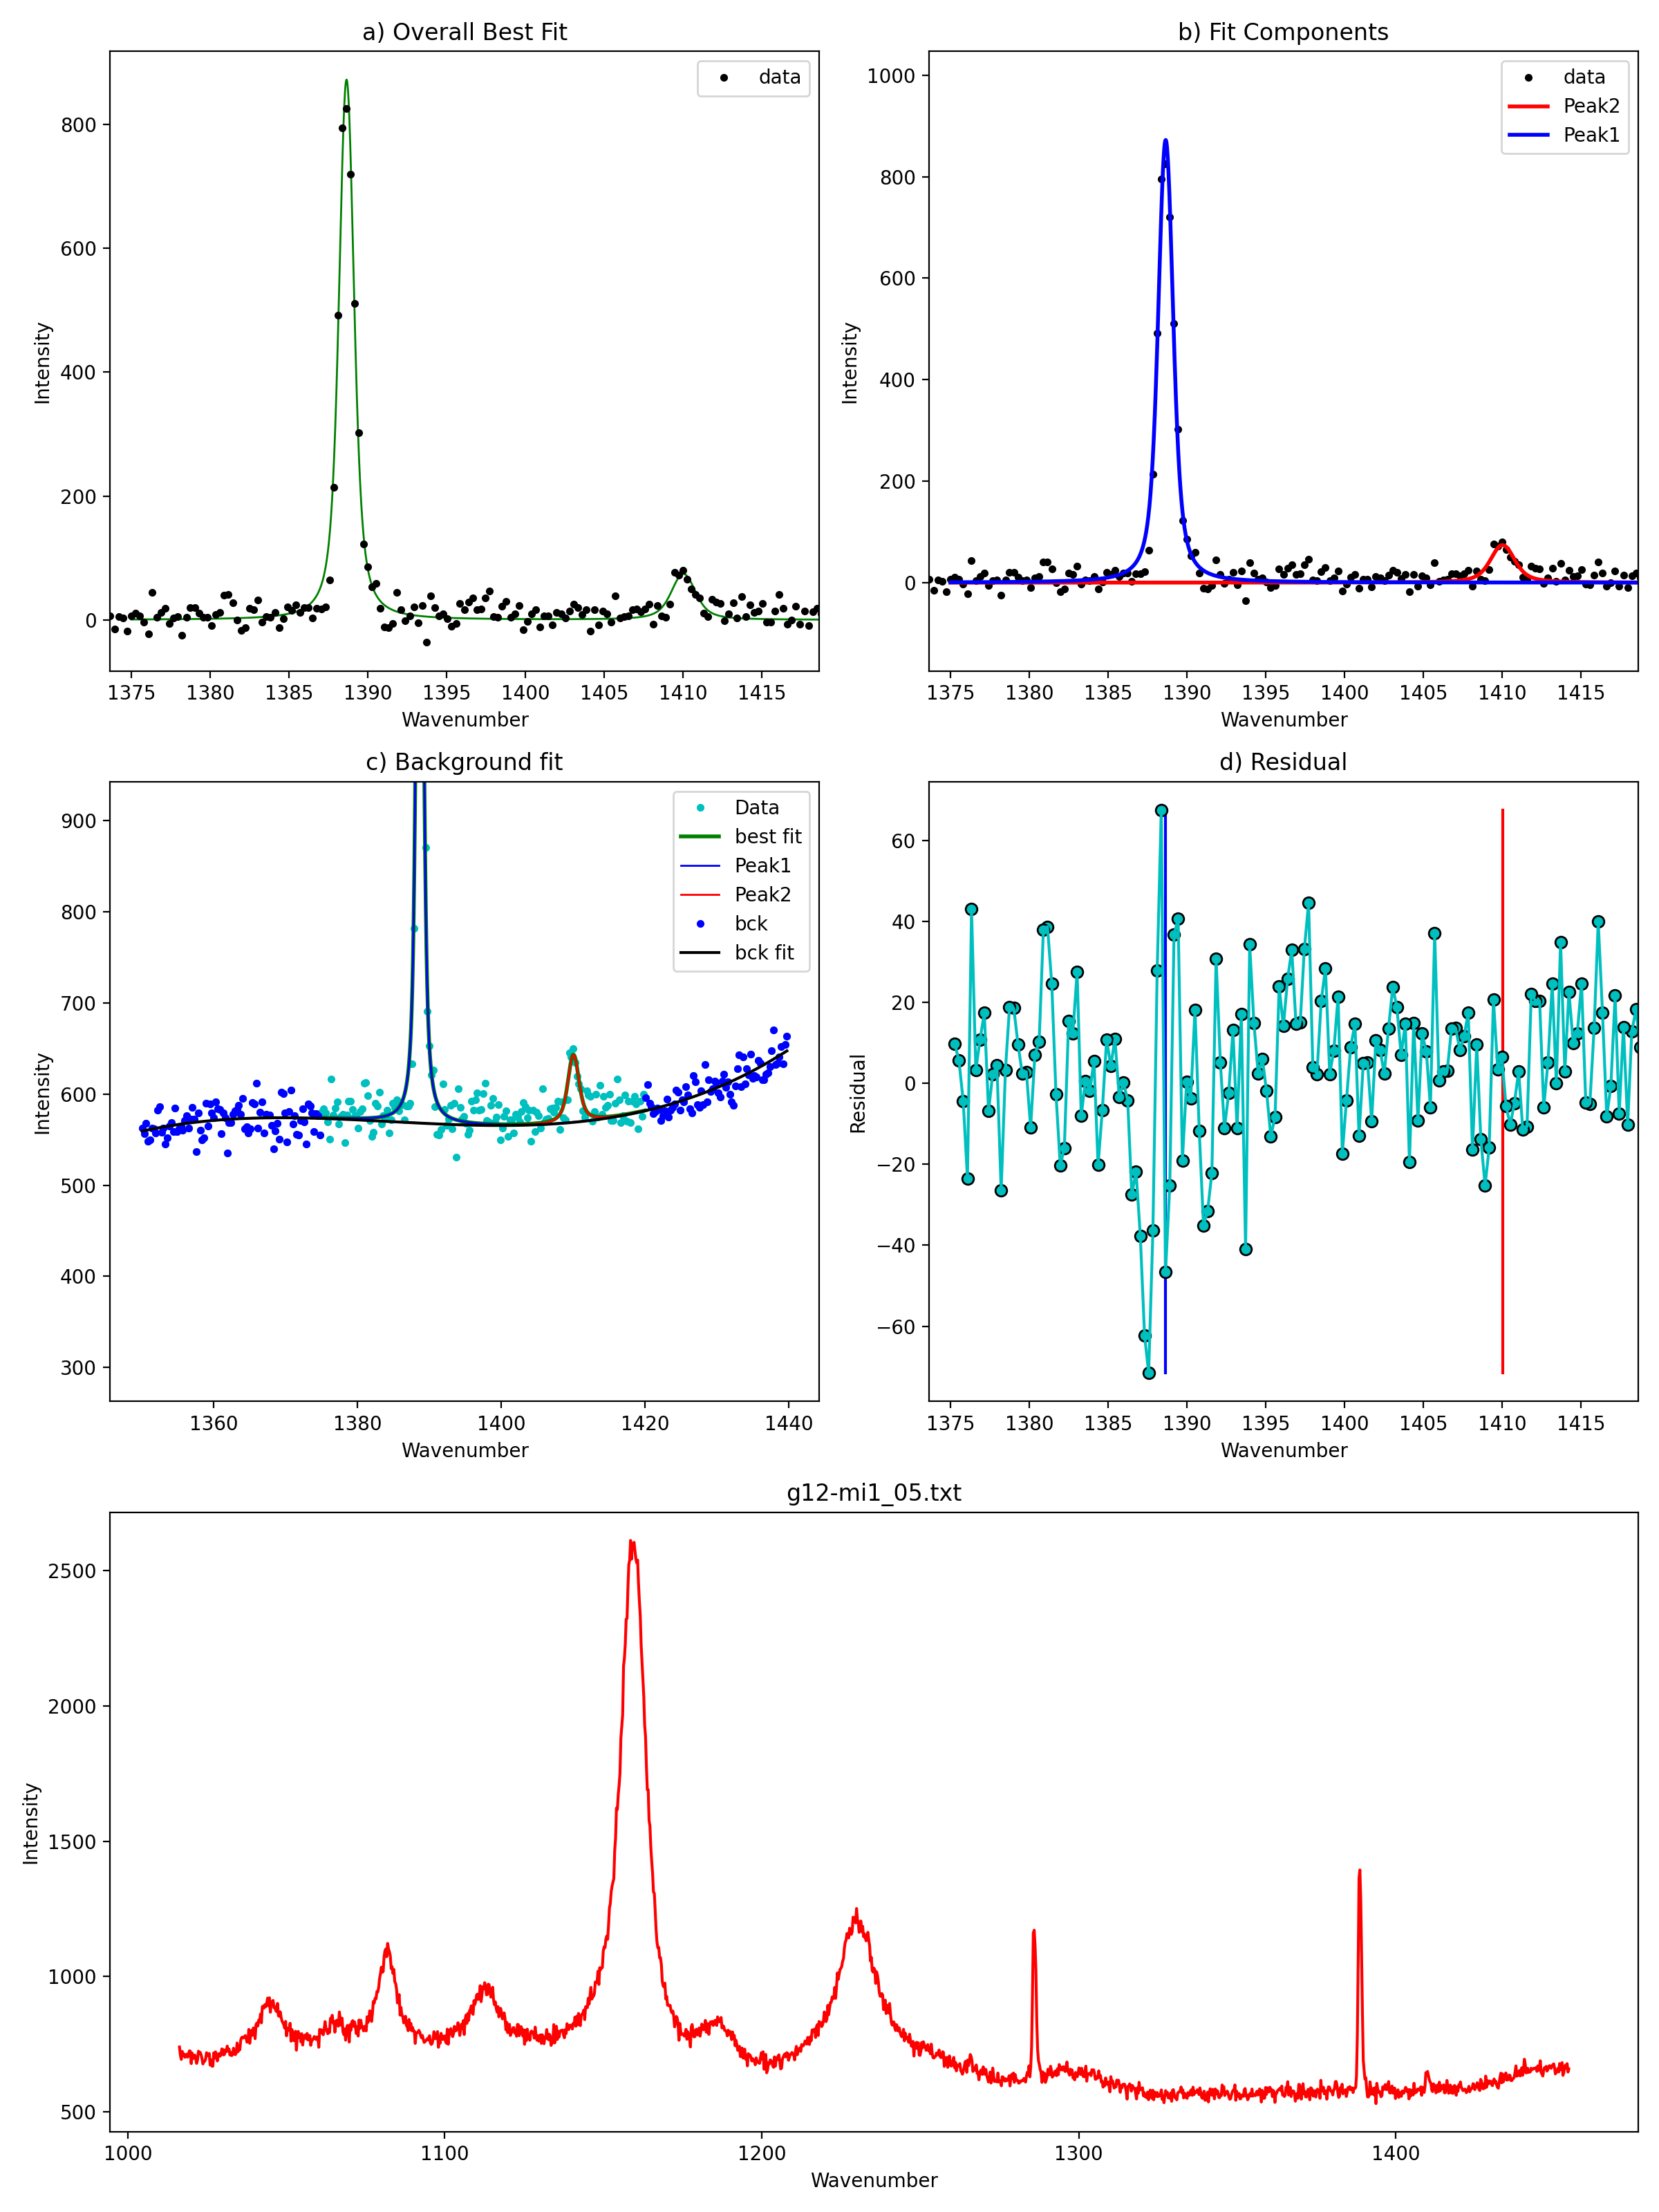 a) Overall Best Fit
data
800
600
400
200
0
Intensity
1375 1380 1385 1390 1395 1400 1405 1410 1415
Wavenumber
b) Fit Components
data
Peak2
Peak1
1000
800
600
400
200
0
Intensity
1375 1380 1385 1390 1395 1400 1405 1410 1415
Wavenumber
c) Background fit
Data
best fit
Peak1
Peak2
bck
bck fit
900
800
700
600
500
400
300
Intensity
1360 1380 1400 1420 1440
Wavenumber
d) Residual
60
40
20
0
−20
−40
−60
Residual
1375 1380 1385 1390 1395 1400 1405 1410 1415
Wavenumber
g12-mi1_05.txt
2500
2000
1500
1000
500
Intensity
1000 1100 1200 1300 1400
Wavenumber